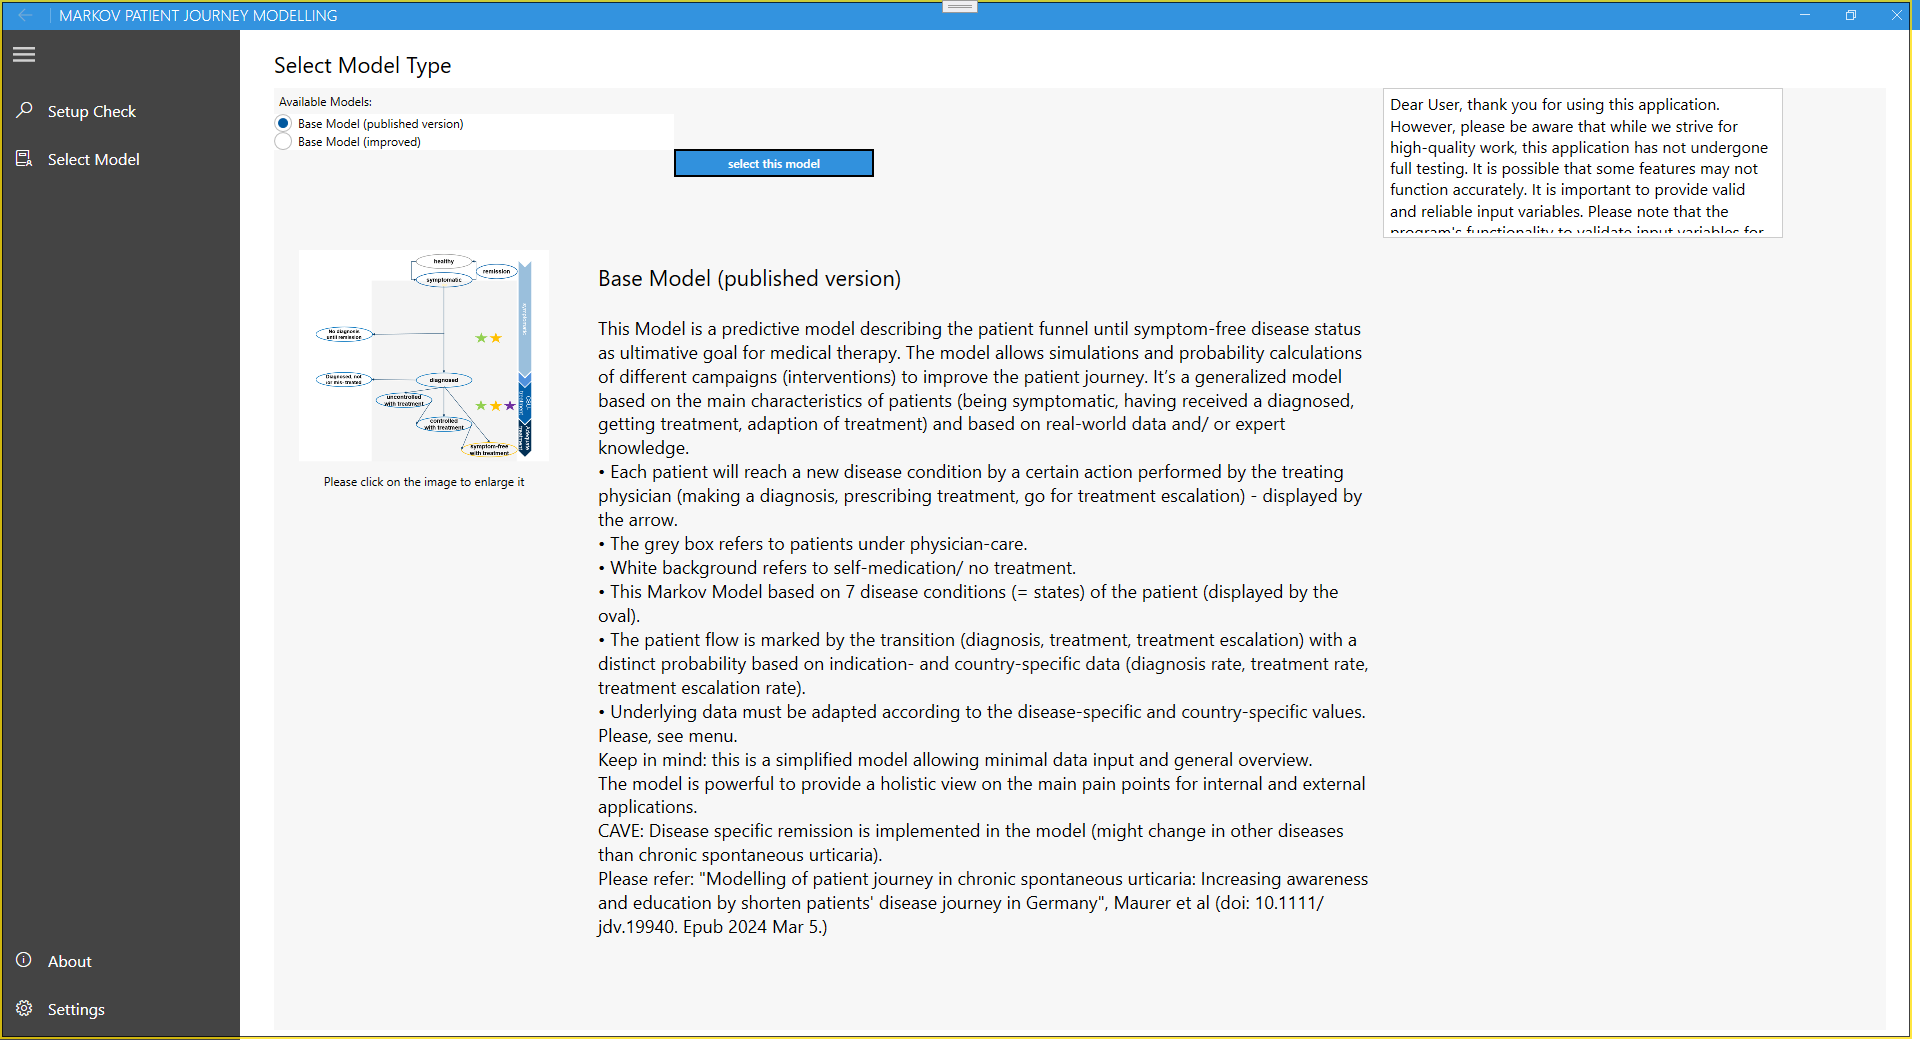 MARKOV PATIENT JOURNEY MODELLING
Setup Check
Select Model
About
Settings
Select Model Type
Available Models:
Base Model (published version)
Base Model (improved)
select this model
Dear User, thank you for using this application.
However, please be aware that while we strive for
high-quality work, this application has not undergone
full testing. It is possible that some features may not
function accurately. It is important to provide valid
and reliable input variables. Please note that the
program's functionality to validate input variables for
healthy
remission
symptomatic
symptomatic
No diagnosis
until remission
Diagnosed, not
(or mis- treated
diagnosed
uncontrolled
with treatment
controlled
with treatment
symptom-free
with treatment
Adequate
treatment
Please click on the image to enlarge it
Base Model (published version)
This Model is a predictive model describing the patient funnel until symptom-free disease status
as ultimative goal for medical therapy. The model allows simulations and probability calculations
of different campaigns (interventions) to improve the patient journey. It’s a generalized model
based on the main characteristics of patients (being symptomatic, having received a diagnosed,
getting treatment, adaption of treatment) and based on real-world data and/ or expert
knowledge.
• Each patient will reach a new disease condition by a certain action performed by the treating
physician (making a diagnosis, prescribing treatment, go for treatment escalation) - displayed by
the arrow.
• The grey box refers to patients under physician-care.
• White background refers to self-medication/ no treatment.
• This Markov Model based on 7 disease conditions (= states) of the patient (displayed by the
oval).
• The patient flow is marked by the transition (diagnosis, treatment, treatment escalation) with a
distinct probability based on indication- and country-specific data (diagnosis rate, treatment rate,
treatment escalation rate).
• Underlying data must be adapted according to the disease-specific and country-specific values.
Please, see menu.
Keep in mind: this is a simplified model allowing minimal data input and general overview.
The model is powerful to provide a holistic view on the main pain points for internal and external
applications.
CAVE: Disease specific remission is implemented in the model (might change in other diseases
than chronic spontaneous urticaria).
Please refer: "Modelling of patient journey in chronic spontaneous urticaria: Increasing awareness
and education by shorten patients' disease journey in Germany", Maurer et al (doi: 10.1111/
jdv.19940. Epub 2024 Mar 5.)